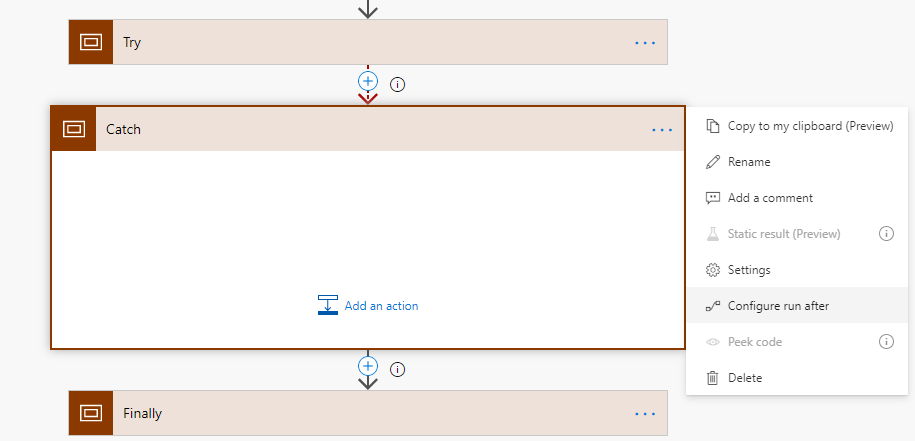 Try
Catch
Copy to my clipboard (Preview)
Rename
Add a comment
Static result (Preview)
Settings
Add an action
Configure run after
Peek code
Delete
Finally